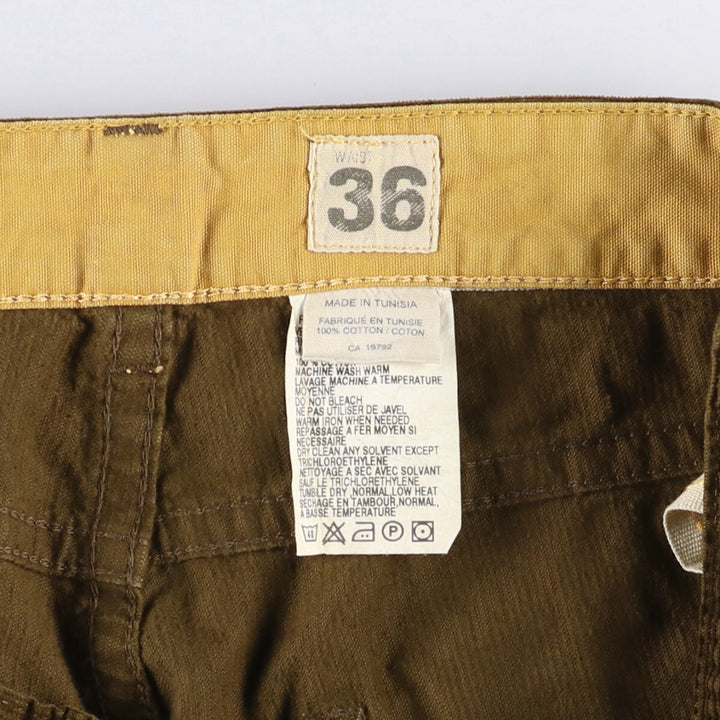 WAIST
36
MADE IN TUNISIA
FABRIQUE EN TUNISIE
100% COTTON / COTON
CA 19792
MACHINE WASH WARM
LAVAGE MACHINE A TEMPERATURE
MOYENNE
DO NOT BLEACH
NE PAS UTILISER DE JAVEL
WARM IRON WHEN NEEDED
REPASSAGE A FER MOYEN SI
NECESSAIRE
DRY CLEAN ANY SOLVENT EXCEPT
TRICHLOROETHYLENE
NETTOYAGE A SEC AVEC SOLVANT
SAUF LE TRICHLORETHYLENE
TUMBLE DRY ,NORMAL,LOW HEAT
SECHAGE EN TAMBOUR,NORMAL,
A BASSE TEMPERATURE